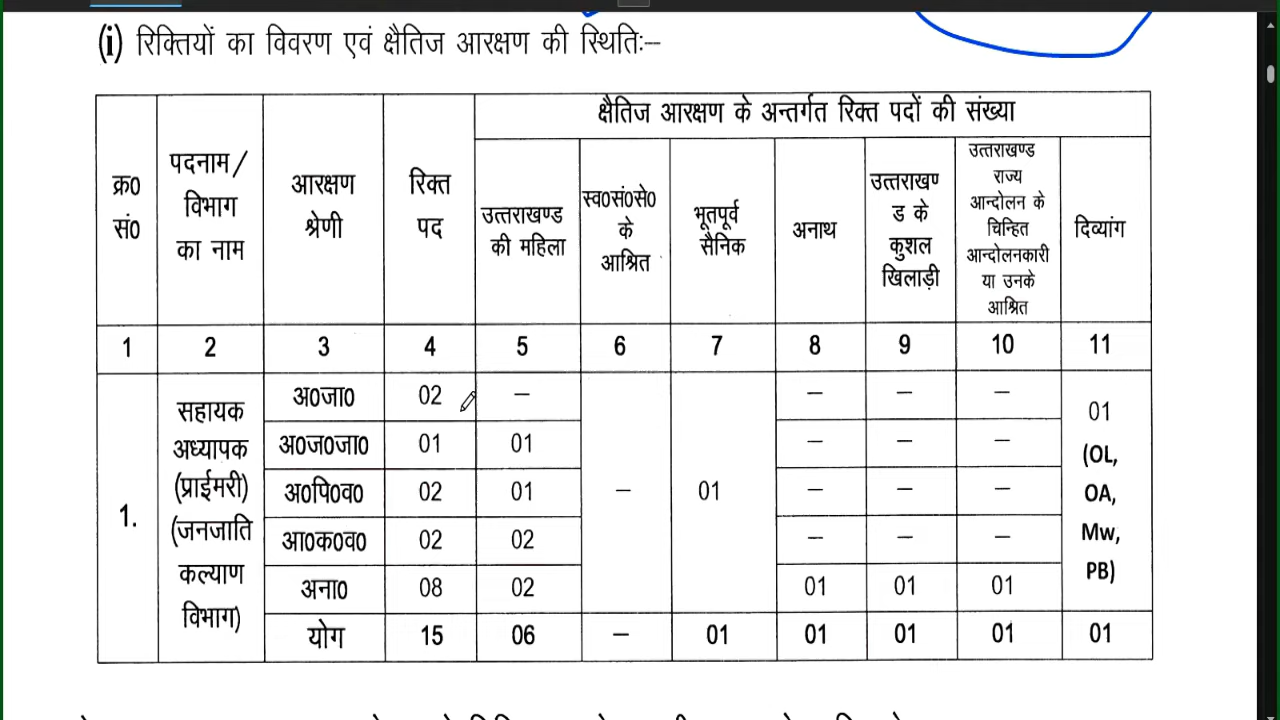 (i) रिक्तियों का विवरण एवं क्षैतिज आरक्षण की स्थितिः–
क्र0 सं0
पदनाम/ विभाग का नाम
आरक्षण श्रेणी
रिक्त पद
क्षैतिज आरक्षण के अन्तर्गत रिक्त पदों की संख्या
उत्तराखण्ड की महिला
स्व0सं0से0 के आश्रित
भूतपूर्व सैनिक
अनाथ
उत्तराखण्ड के कुशल खिलाड़ी
उत्तराखण्ड राज्य आन्दोलन के चिन्हित आन्दोलनकारी या उनके आश्रित
दिव्यांग
1 2 3 4 5 6 7 8 9 10 11
1.
सहायक अध्यापक (प्राईमरी) (जनजाति कल्याण विभाग)
अ0जा0 02 – – – –
अ0ज0जा0 01 01 – – –
अ0पि0व0 02 01 – 01 – – –
आ0क0व0 02 02 – – –
अना0 08 02 01 01 01
01 (OL, OA, Mw, PB)
योग 15 06 – 01 01 01 01 01